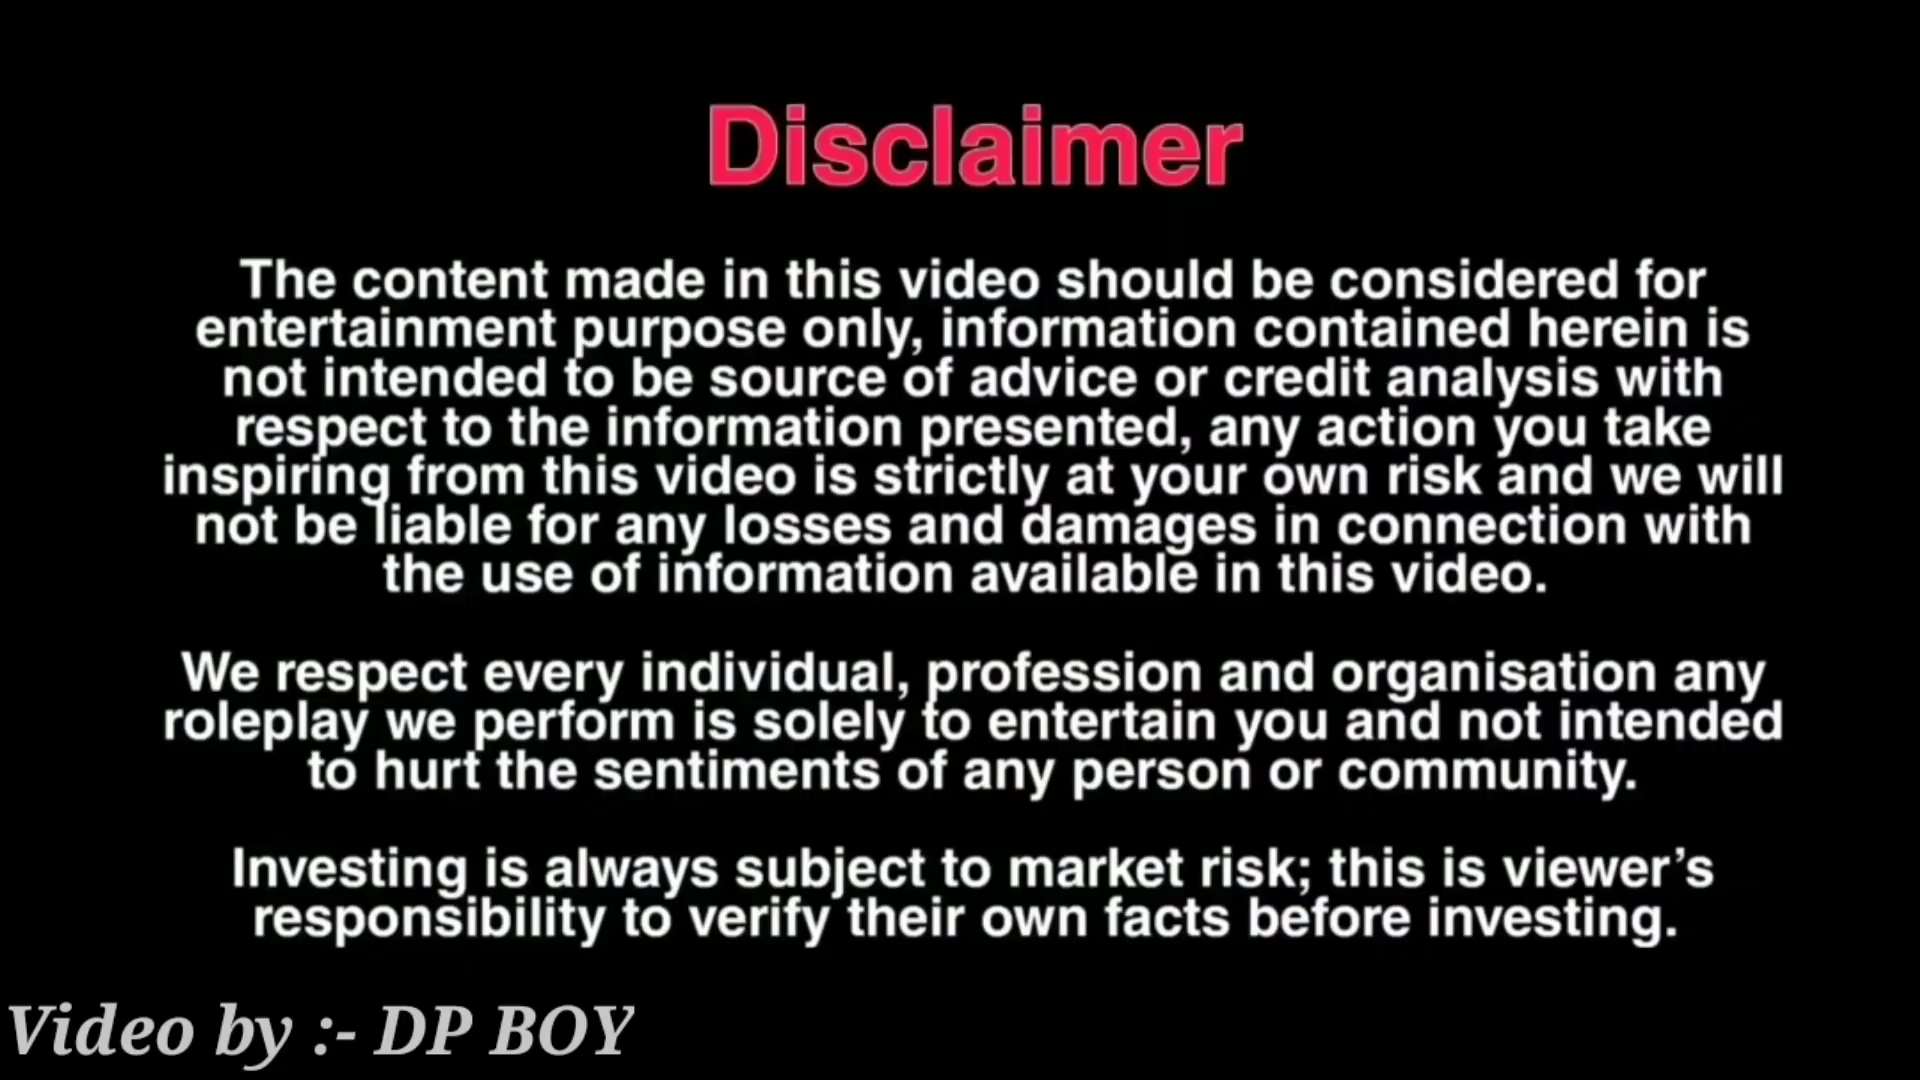 Disclaimer
The content made in this video should be considered for
entertainment purpose only, information contained herein is
not intended to be source of advice or credit analysis with
respect to the information presented, any action you take
inspiring from this video is strictly at your own risk and we will
not be liable for any losses and damages in connection with
the use of information available in this video.
We respect every individual, profession and organisation any
roleplay we perform is solely to entertain you and not intended
to hurt the sentiments of any person or community.
Investing is always subject to market risk; this is viewer’s
responsibility to verify their own facts before investing.
Video by :- DP BOY